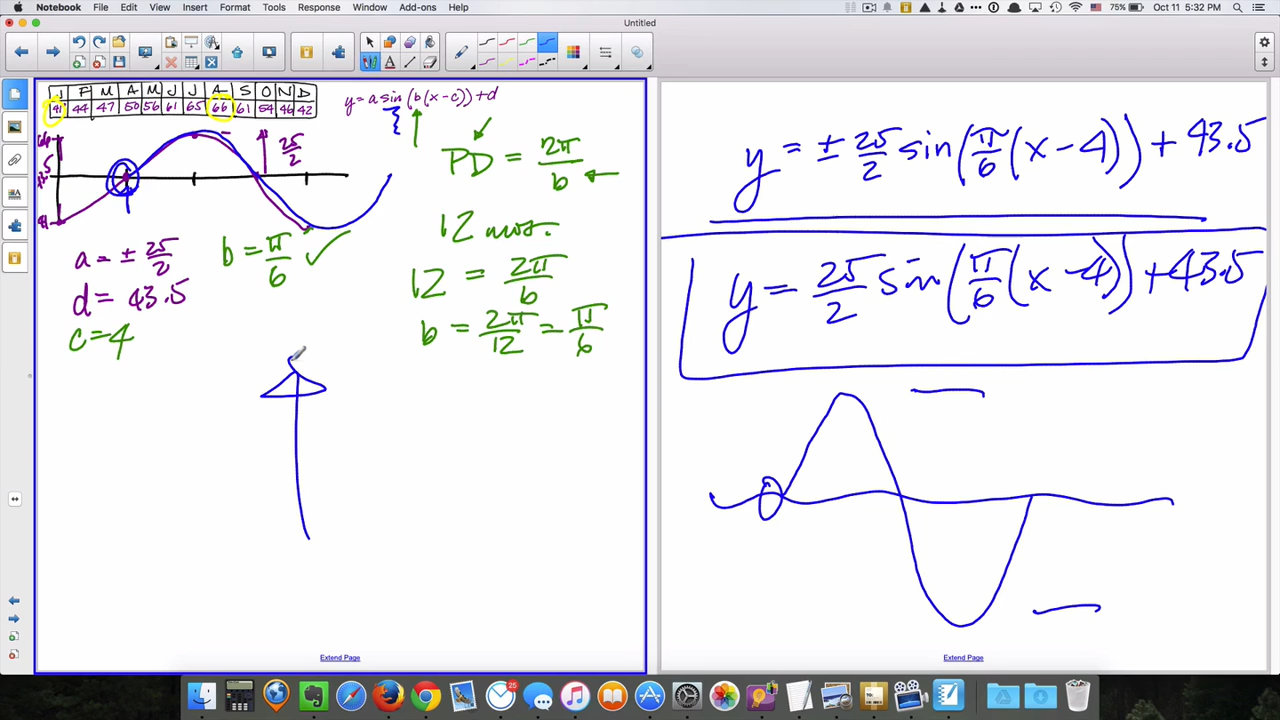 Notebook File Edit View Insert Format Tools Response Window Add-ons Help 75% Oct 11 5:32 PM
Untitled
J F M A M J J A S O N D
41 44 47 50 56 61 65 66 61 54 46 42
y = a sin(b(x-c)) + d
66
25/2
41
PD = 2π/b
12 mos.
a = ± 25/2
b = π/6 ✓
d = 43.5
12 = 2π/b
c = 4
b = 2π/12 = π/6
Extend Page
y = ± 25/2 sin(π/6(x-4)) + 43.5
y = 25/2 sin(π/6(x-4)) + 43.5
Extend Page
25